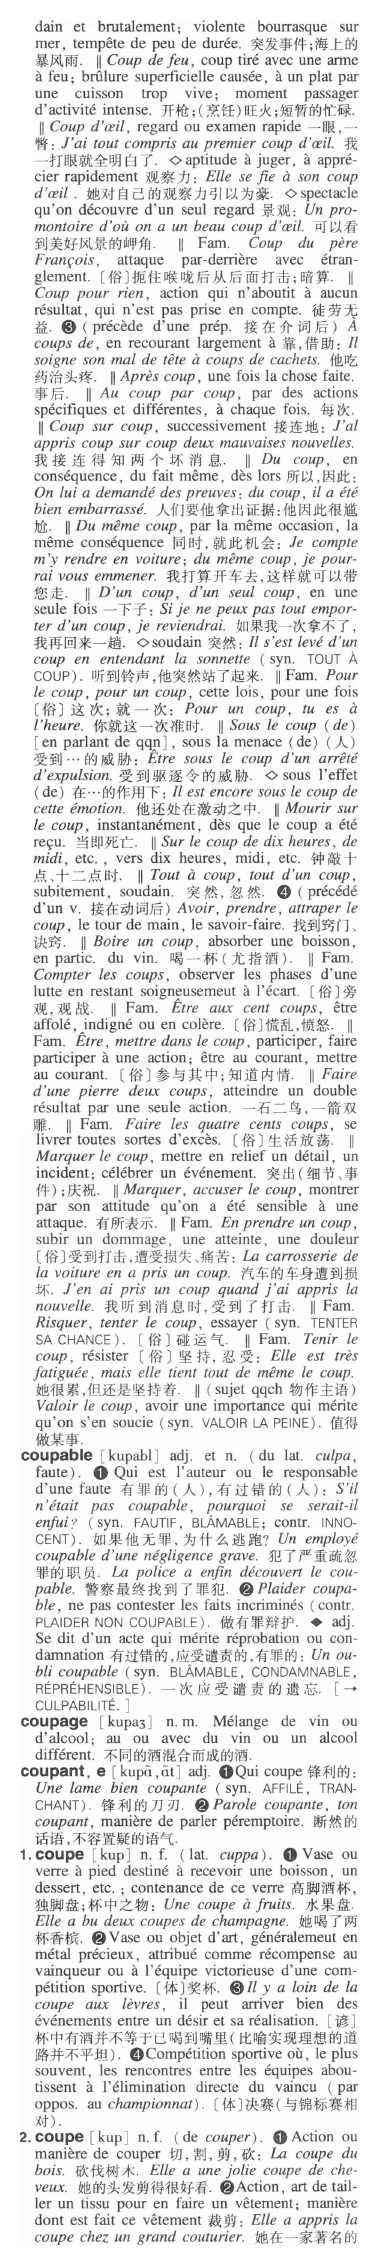 dain et brutalement; violente bourrasque sur
mer, tempête de peu de durée. 突发事件;海上的
暴风雨. ‖ Coup de feu, coup tiré avec une arme
à feu; brûlure superficielle causée, à un plat par
une cuisson trop vive; moment passager
d'activité intense. 开枪;(烹饪)旺火;短暂的忙碌.
‖ Coup d'œil, regard ou examen rapide 一眼,一
瞥: J'ai tout compris au premier coup d'œil. 我
一打眼就全明白了. ◇aptitude à juger, à appré-
cier rapidement 观察力: Elle se fie à son coup
d'œil . 她对自己的观察力引以为豪. ◇spectacle
qu'on découvre d'un seul regard 景观: Un pro-
montoire d'où on a un beau coup d'œil. 可以看
到美好风景的岬角. ‖ Fam. Coup du père
François, attaque par-derrière avec étran-
glement. [俗]扼住喉咙后从后面打击;暗算. ‖
Coup pour rien, action qui n'aboutit à aucun
résultat, qui n'est pas prise en compte. 徒劳无
益. ❸ (précède d'une prép. 接在介词后) À
coups de, en recourant largement à 靠,借助: Il
soigne son mal de tête à coups de cachets. 他吃
药治头疼. ‖ Après coup, une fois la chose faite.
事后. ‖ Au coup par coup, par des actions
spécifiques et différentes, à chaque fois. 每次.
‖ Coup sur coup, successivement 接连地: J'al
appris coup sur coup deux mauvaises nouvelles.
我接连得知两个坏消息. ‖ Du coup, en
conséquence, du fait même, dès lors 所以,因此:
On lui a demandé des preuves: du coup, il a été
bien embarrassé. 人们要他拿出证据:他因此很尴
尬. ‖ Du même coup, par la même occasion, la
même conséquence 同时,就此机会: Je compte
m'y rendre en voiture; du même coup, je pour-
rai vous emmener. 我打算开车去,这样就可以带
您走. ‖ D'un coup, d'un seul coup, en une
seule fois 一下子: Si je ne peux pas tout empor-
ter d'un coup, je reviendrai. 如果我一次拿不了,
我再回来一趟. ◇soudain 突然: Il s'est levé d'un
coup en entendant la sonnette (syn. TOUT À
COUP). 听到铃声,他突然站了起来. ‖ Fam. Pour
le coup, pour un coup, cette lois, pour une fois
[俗]这次;就一次: Pour un coup, tu es à
l'heure. 你就这一次准时. ‖ Sous le coup (de)
[en parlant de qqn], sous la menace (de) (人)
受到…的威胁: Être sous le coup d'un arrêté
d'expulsion. 受到驱逐令的威胁. ◇ sous l'effet
(de) 在…的作用下: Il est encore sous le coup de
cette émotion. 他还处在激动之中. ‖ Mourir sur
le coup, instantanément, dès que le coup a été
reçu. 当即死亡. ‖ Sur le coup de dix heures, de
midi, etc., vers dix heures, midi, etc. 钟敲十
点、十二点时. ‖ Tout à coup, tout d'un coup,
subitement, soudain. 突然,忽然. ❹ (précédé
d'un v. 接在动词后) Avoir, prendre, attraper le
coup, le tour de main, le savoir-faire. 找到窍门、
诀窍. ‖ Boire un coup, absorber une boisson,
en partic. du vin. 喝一杯(尤指酒). ‖ Fam.
Compter les coups, observer les phases d'une
lutte en restant soigneusemeut à l'écart. [俗]旁
观,观战. ‖ Fam. Être aux cent coups, être
affolé, indigné ou en colère. [俗]慌乱,愤怒. ‖
Fam. Être, mettre dans le coup, participer, faire
participer à une action; être au courant, mettre
au courant. [俗]参与其中;知道内情. ‖ Faire
d'une pierre deux coups, atteindre un double
résultat par une seule action. 一石二鸟,一箭双
雕. ‖ Fam. Faire les quatre cents coups, se
livrer toutes sortes d'excès. [俗]生活放荡. ‖
Marquer le coup, mettre en relief un détail, un
incident; célébrer un événement. 突出(细节、事
件);庆祝. ‖ Marquer, accuser le coup, montrer
par son attitude qu'on a été sensible à une
attaque. 有所表示. ‖ Fam. En prendre un coup,
subir un dommage, une atteinte, une douleur
[俗]受到打击,遭受损失、痛苦: La carrosserie de
la voiture en a pris un coup. 汽车的车身遭到损
坏. J'en ai pris un coup quand j'ai appris la
nouvelle. 我听到消息时,受到了打击. ‖ Fam.
Risquer, tenter le coup, essayer (syn. TENTER
SA CHANCE). [俗]碰运气. ‖ Fam. Tenir le
coup, résister [俗]坚持,忍受: Elle est très
fatiguée, mais elle tient tout de même le coup.
她很累,但还是坚持着. ‖ (sujet qqch 物作主语)
Valoir le coup, avoir une importance qui mérite
qu'on s'en soucie (syn. VALOIR LA PEINE). 值得
做某事.
coupable [kupabl] adj. et n. (du lat. culpa,
faute). ❶ Qui est l'auteur ou le responsable
d'une faute 有罪的(人),有过错的(人): S'il
n'était pas coupable, pourquoi se serait-il
enfui? (syn. FAUTIF, BLÂMABLE; contr. INNO-
CENT). 如果他无罪,为什么逃跑? Un employé
coupable d'une négligence grave. 犯了严重疏忽
罪的职员. La police a enfin découvert le cou-
pable. 警察最终找到了罪犯. ❷ Plaider coupa-
ble, ne pas contester les faits incriminés (contr.
PLAIDER NON COUPABLE). 做有罪辩护. ◆ adj.
Se dit d'un acte qui mérite réprobation ou con-
damnation 有过错的,应受谴责的,有罪的: Un ou-
bli coupable (syn. BLÂMABLE, CONDAMNABLE,
RÉPRÉHENSIBLE). 一次应受谴责的遗忘. [→
CULPABILITÉ.]
coupage [kupaʒ] n. m. Mélange de vin ou
d'alcool; au ou avec du vin ou un alcool
différent. 不同的酒混合而成的酒.
coupant, e [kupɑ̃,ɑ̃t] adj. ❶Qui coupe 锋利的:
Une lame bien coupante (syn. AFFILÉ, TRAN-
CHANT). 锋利的刀刃. ❷Parole coupante, ton
coupant, manière de parler péremptoire. 断然的
话语,不容置疑的语气.
1. coupe [kup] n. f. (lat. cuppa). ❶ Vase ou
verre à pied destiné à recevoir une boisson, un
dessert, etc. ; contenance de ce verre 高脚酒杯,
独脚盘;杯中之物: Une coupe à fruits. 水果盘.
Elle a bu deux coupes de champagne. 她喝了两
杯香槟. ❷Vase ou objet d'art, généralemeut en
métal précieux, attribué comme récompense au
vainqueur ou à l'équipe victorieuse d'une com-
pétition sportive. [体]奖杯. ❸Il y a loin de la
coupe aux lèvres, il peut arriver bien des
événements entre un désir et sa réalisation. [谚]
杯中有酒并不等于已喝到嘴里(比喻实现理想的道
路并不平坦). ❹Compétition sportive où, le plus
souvent, les rencontres entre les équipes abou-
tissent à l'élimination directe du vaincu (par
oppos. au championnat). [体]决赛(与锦标赛相
对).
2. coupe [kup] n. f. (de couper). ❶ Action ou
manière de couper 切,割,剪,砍: La coupe du
bois. 砍伐树木. Elle a une jolie coupe de che-
veux. 她的头发剪得很好看. ❷Action, art de tail-
ler un tissu pour en faire un vêtement; manière
dont est fait ce vêtement 裁剪: Elle a appris la
coupe chez un grand couturier. 她在一家著名的